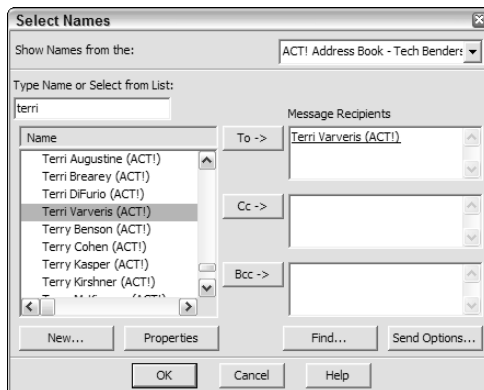 Select Names
Show Names from the:
ACT! Address Book - Tech Benders
Type Name or Select from List:
terri
Message Recipients
Name
To ->
Terri Varveris (ACT!)
Terri Augustine (ACT!)
Terri Brearey (ACT!)
Terri DiFurio (ACT!)
Terri Varveris (ACT!)
Cc ->
Terry Benson (ACT!)
Terry Cohen (ACT!)
Terry Kasper (ACT!)
Terry Kirshner (ACT!)
Bcc ->
New...
Properties
Find...
Send Options...
OK
Cancel
Help